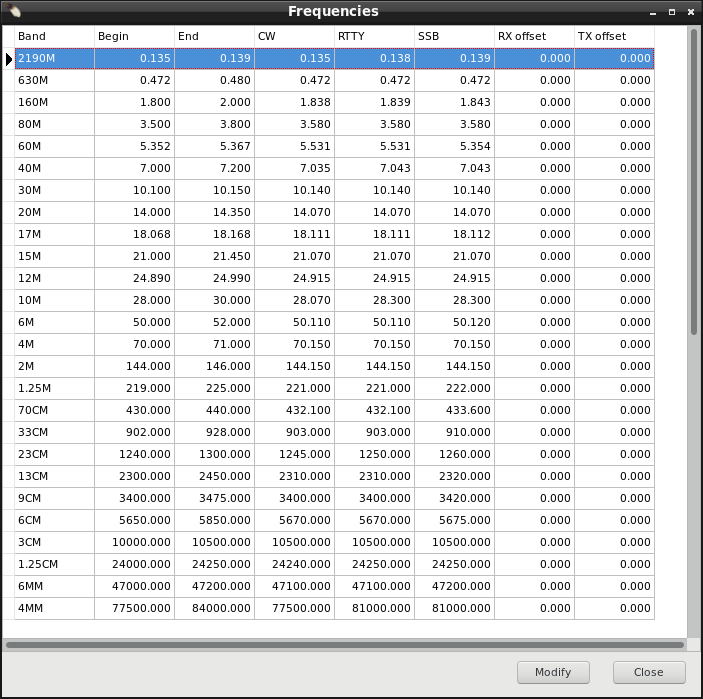 Frequencies
Band Begin End CW RTTY SSB RX offset TX offset
2190M 0.135 0.139 0.135 0.138 0.139 0.000 0.000
630M 0.472 0.480 0.472 0.472 0.472 0.000 0.000
160M 1.800 2.000 1.838 1.839 1.843 0.000 0.000
80M 3.500 3.800 3.580 3.580 3.580 0.000 0.000
60M 5.352 5.367 5.531 5.531 5.354 0.000 0.000
40M 7.000 7.200 7.035 7.043 7.043 0.000 0.000
30M 10.100 10.150 10.140 10.140 10.140 0.000 0.000
20M 14.000 14.350 14.070 14.070 14.070 0.000 0.000
17M 18.068 18.168 18.111 18.111 18.112 0.000 0.000
15M 21.000 21.450 21.070 21.070 21.070 0.000 0.000
12M 24.890 24.990 24.915 24.915 24.915 0.000 0.000
10M 28.000 30.000 28.070 28.300 28.300 0.000 0.000
6M 50.000 52.000 50.110 50.110 50.120 0.000 0.000
4M 70.000 71.000 70.150 70.150 70.150 0.000 0.000
2M 144.000 146.000 144.150 144.150 144.150 0.000 0.000
1.25M 219.000 225.000 221.000 221.000 222.000 0.000 0.000
70CM 430.000 440.000 432.100 432.100 433.600 0.000 0.000
33CM 902.000 928.000 903.000 903.000 910.000 0.000 0.000
23CM 1240.000 1300.000 1245.000 1250.000 1260.000 0.000 0.000
13CM 2300.000 2450.000 2310.000 2310.000 2320.000 0.000 0.000
9CM 3400.000 3475.000 3400.000 3400.000 3420.000 0.000 0.000
6CM 5650.000 5850.000 5670.000 5670.000 5675.000 0.000 0.000
3CM 10000.000 10500.000 10500.000 10500.000 10500.000 0.000 0.000
1.25CM 24000.000 24250.000 24240.000 24250.000 24250.000 0.000 0.000
6MM 47000.000 47200.000 47100.000 47100.000 47200.000 0.000 0.000
4MM 77500.000 84000.000 77500.000 81000.000 81000.000 0.000 0.000
Modify Close